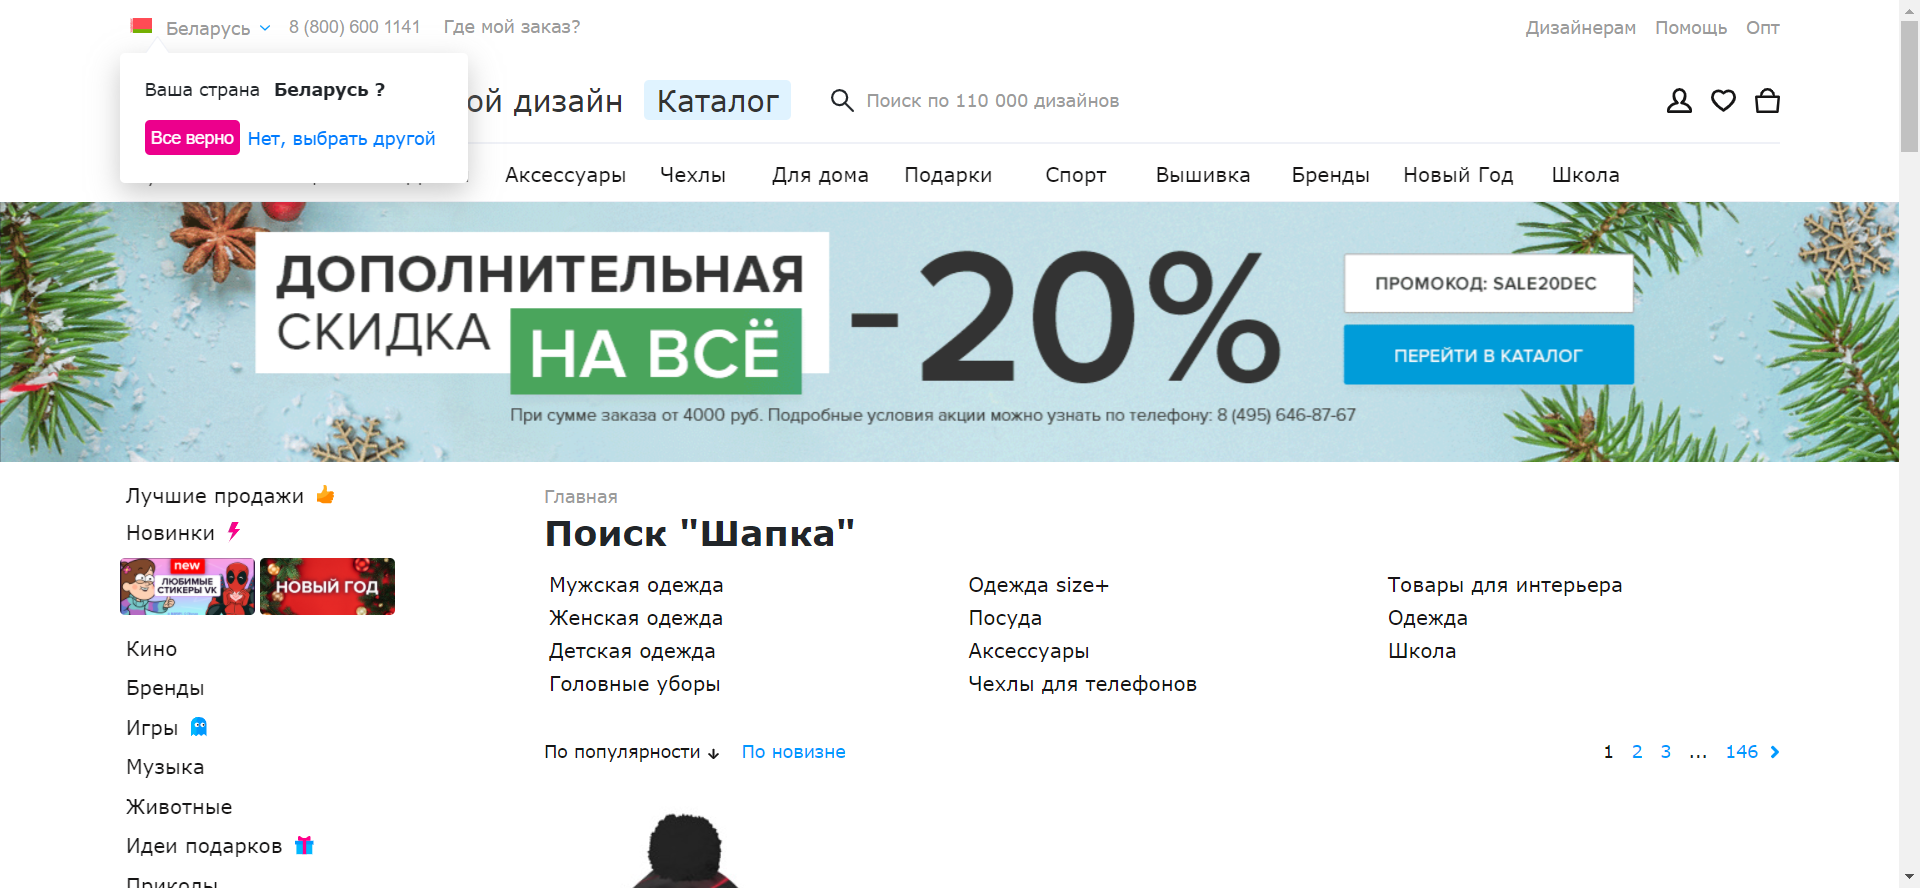 Беларусь 8 (800) 600 1141 Где мой заказ? Дизайнерам Помощь Опт
Ваша страна Беларусь ?
Все верно Нет, выбрать другой
ой дизайн Каталог Поиск по 110 000 дизайнов
Аксессуары Чехлы Для дома Подарки Спорт Вышивка Бренды Новый Год Школа
ДОПОЛНИТЕЛЬНАЯ
СКИДКА НА ВСЁ
-20%
ПРОМОКОД: SALE20DEC
ПЕРЕЙТИ В КАТАЛОГ
При сумме заказа от 4000 руб. Подробные условия акции можно узнать по телефону: 8 (495) 646-87-67
Лучшие продажи
Новинки
new
ЛЮБИМЫЕ
СТИКЕРЫ VK
НОВЫЙ ГОД
Кино
Бренды
Игры
Музыка
Животные
Идеи подарков
Приколы
Главная
Поиск "Шапка"
Мужская одежда Одежда size+ Товары для интерьера
Женская одежда Посуда Одежда
Детская одежда Аксессуары Школа
Головные уборы Чехлы для телефонов
По популярности По новизне 1 2 3 ... 146